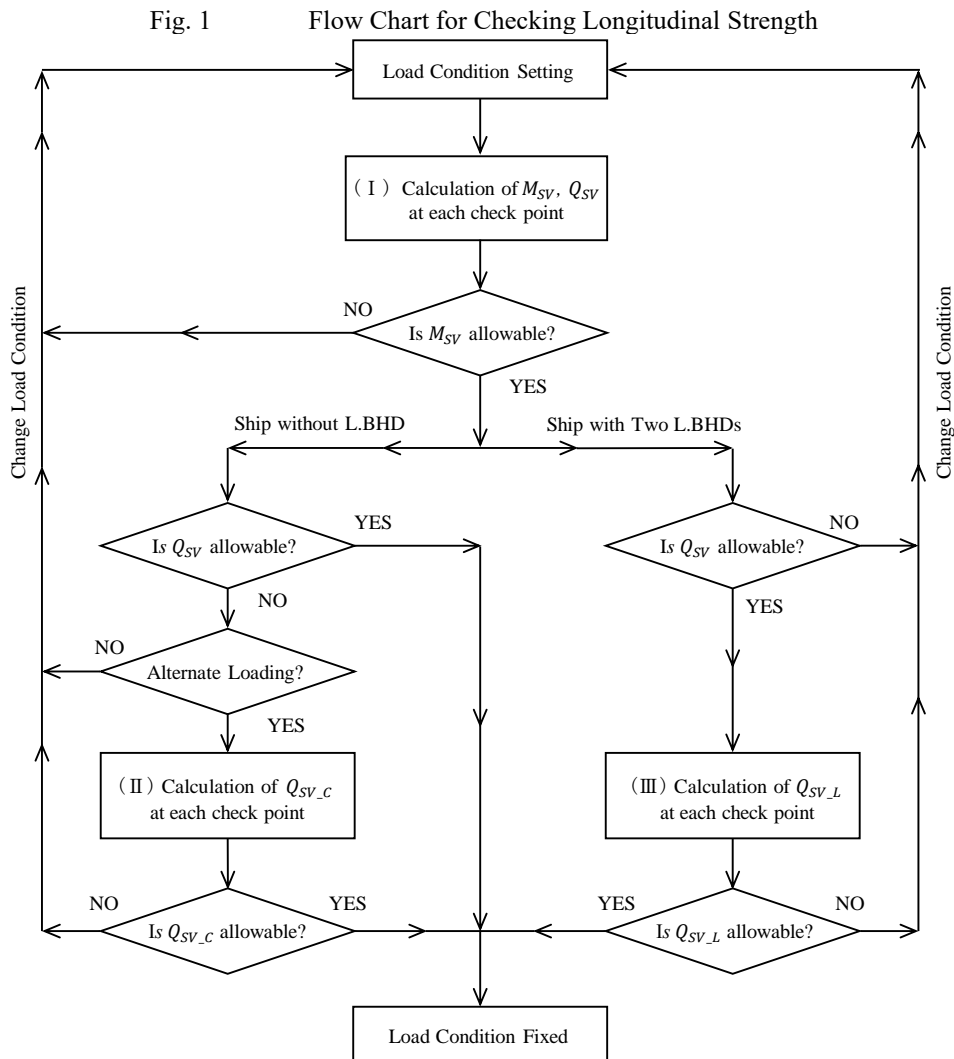 Fig. 1 Flow Chart for Checking Longitudinal Strength
Load Condition Setting
(Ⅰ) Calculation of M_SV, Q_SV
at each check point
NO
Is M_SV allowable?
YES
Change Load Condition
Change Load Condition
Ship without L.BHD
Ship with Two L.BHDs
Is Q_SV allowable?
YES
NO
Is Q_SV allowable?
NO
YES
NO
Alternate Loading?
YES
(Ⅱ) Calculation of Q_SV_C
at each check point
(Ⅲ) Calculation of Q_SV_L
at each check point
NO
Is Q_SV_C allowable?
YES
YES
Is Q_SV_L allowable?
NO
Load Condition Fixed